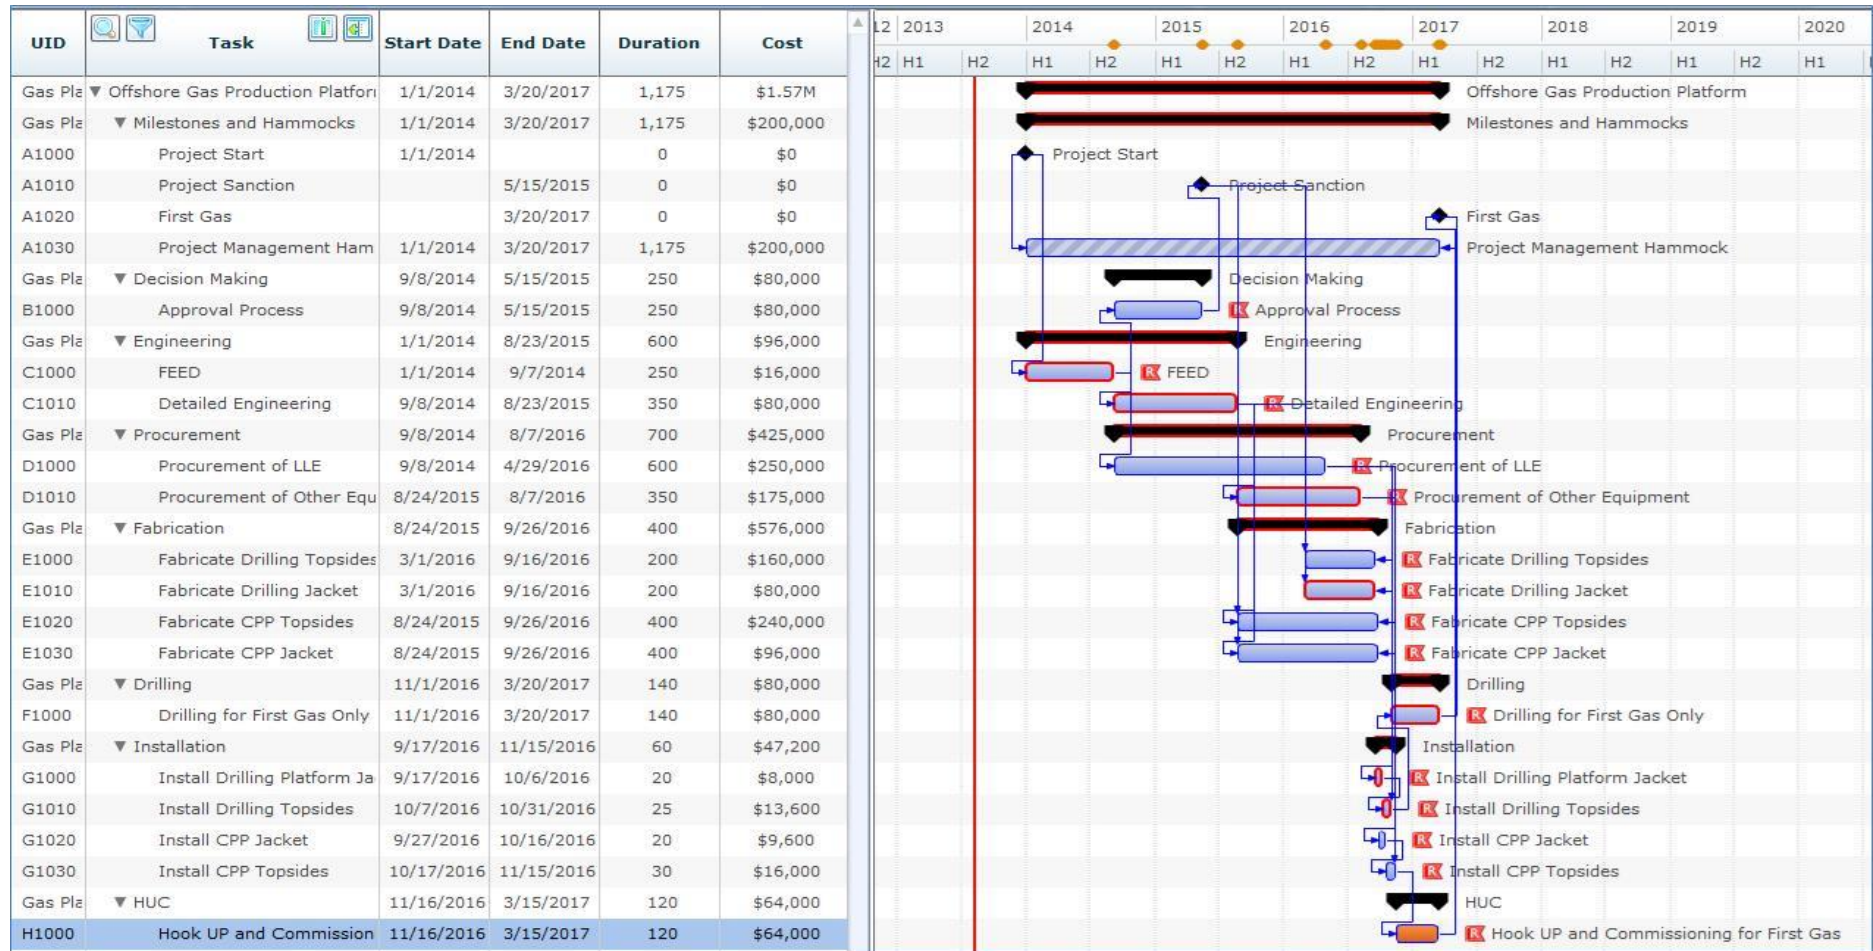 UID Task Start Date End Date Duration Cost
12 2013 2014 2015 2016 2017 2018 2019 2020
H2 H1 H2 H1 H2 H1 H2 H1 H2 H1 H2 H1 H2 H1 H2 H1
Gas Pla Offshore Gas Production Platfor 1/1/2014 3/20/2017 1,175 $1.57M Offshore Gas Production Platform
Gas Pla Milestones and Hammocks 1/1/2014 3/20/2017 1,175 $200,000 Milestones and Hammocks
A1000 Project Start 1/1/2014 0 $0 Project Start
A1010 Project Sanction 5/15/2015 0 $0 Project Sanction
A1020 First Gas 3/20/2017 0 $0 First Gas
A1030 Project Management Ham 1/1/2014 3/20/2017 1,175 $200,000 Project Management Hammock
Gas Pla Decision Making 9/8/2014 5/15/2015 250 $80,000 Decision Making
B1000 Approval Process 9/8/2014 5/15/2015 250 $80,000 R Approval Process
Gas Pla Engineering 1/1/2014 8/23/2015 600 $96,000 Engineering
C1000 FEED 1/1/2014 9/7/2014 250 $16,000 R FEED
C1010 Detailed Engineering 9/8/2014 8/23/2015 350 $80,000 R Detailed Engineering
Gas Pla Procurement 9/8/2014 8/7/2016 700 $425,000 Procurement
D1000 Procurement of LLE 9/8/2014 4/29/2016 600 $250,000 R Procurement of LLE
D1010 Procurement of Other Equ 8/24/2015 8/7/2016 350 $175,000 R Procurement of Other Equipment
Gas Pla Fabrication 8/24/2015 9/26/2016 400 $576,000 Fabrication
E1000 Fabricate Drilling Topsides 3/1/2016 9/16/2016 200 $160,000 R Fabricate Drilling Topsides
E1010 Fabricate Drilling Jacket 3/1/2016 9/16/2016 200 $80,000 R Fabricate Drilling Jacket
E1020 Fabricate CPP Topsides 8/24/2015 9/26/2016 400 $240,000 R Fabricate CPP Topsides
E1030 Fabricate CPP Jacket 8/24/2015 9/26/2016 400 $96,000 R Fabricate CPP Jacket
Gas Pla Drilling 11/1/2016 3/20/2017 140 $80,000 Drilling
F1000 Drilling for First Gas Only 11/1/2016 3/20/2017 140 $80,000 R Drilling for First Gas Only
Gas Pla Installation 9/17/2016 11/15/2016 60 $47,200 Installation
G1000 Install Drilling Platform Ja 9/17/2016 10/6/2016 20 $8,000 R Install Drilling Platform Jacket
G1010 Install Drilling Topsides 10/7/2016 10/31/2016 25 $13,600 R Install Drilling Topsides
G1020 Install CPP Jacket 9/27/2016 10/16/2016 20 $9,600 R Install CPP Jacket
G1030 Install CPP Topsides 10/17/2016 11/15/2016 30 $16,000 R Install CPP Topsides
Gas Pla HUC 11/16/2016 3/15/2017 120 $64,000 HUC
H1000 Hook UP and Commission 11/16/2016 3/15/2017 120 $64,000 R Hook UP and Commissioning for First Gas